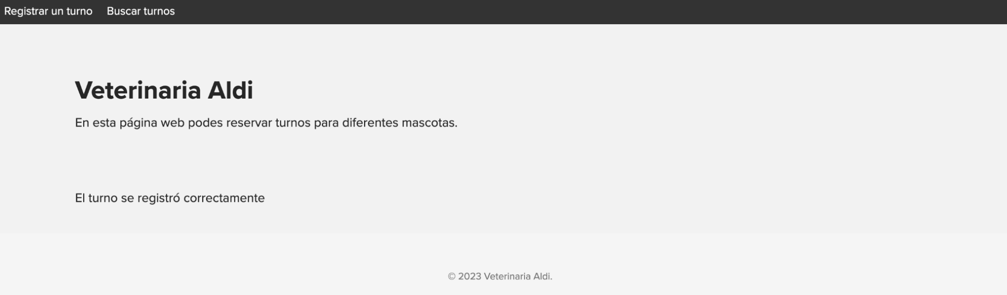 Registrar un turno Buscar turnos
Veterinaria Aldi
En esta página web podes reservar turnos para diferentes mascotas.
El turno se registró correctamente
© 2023 Veterinaria Aldi.